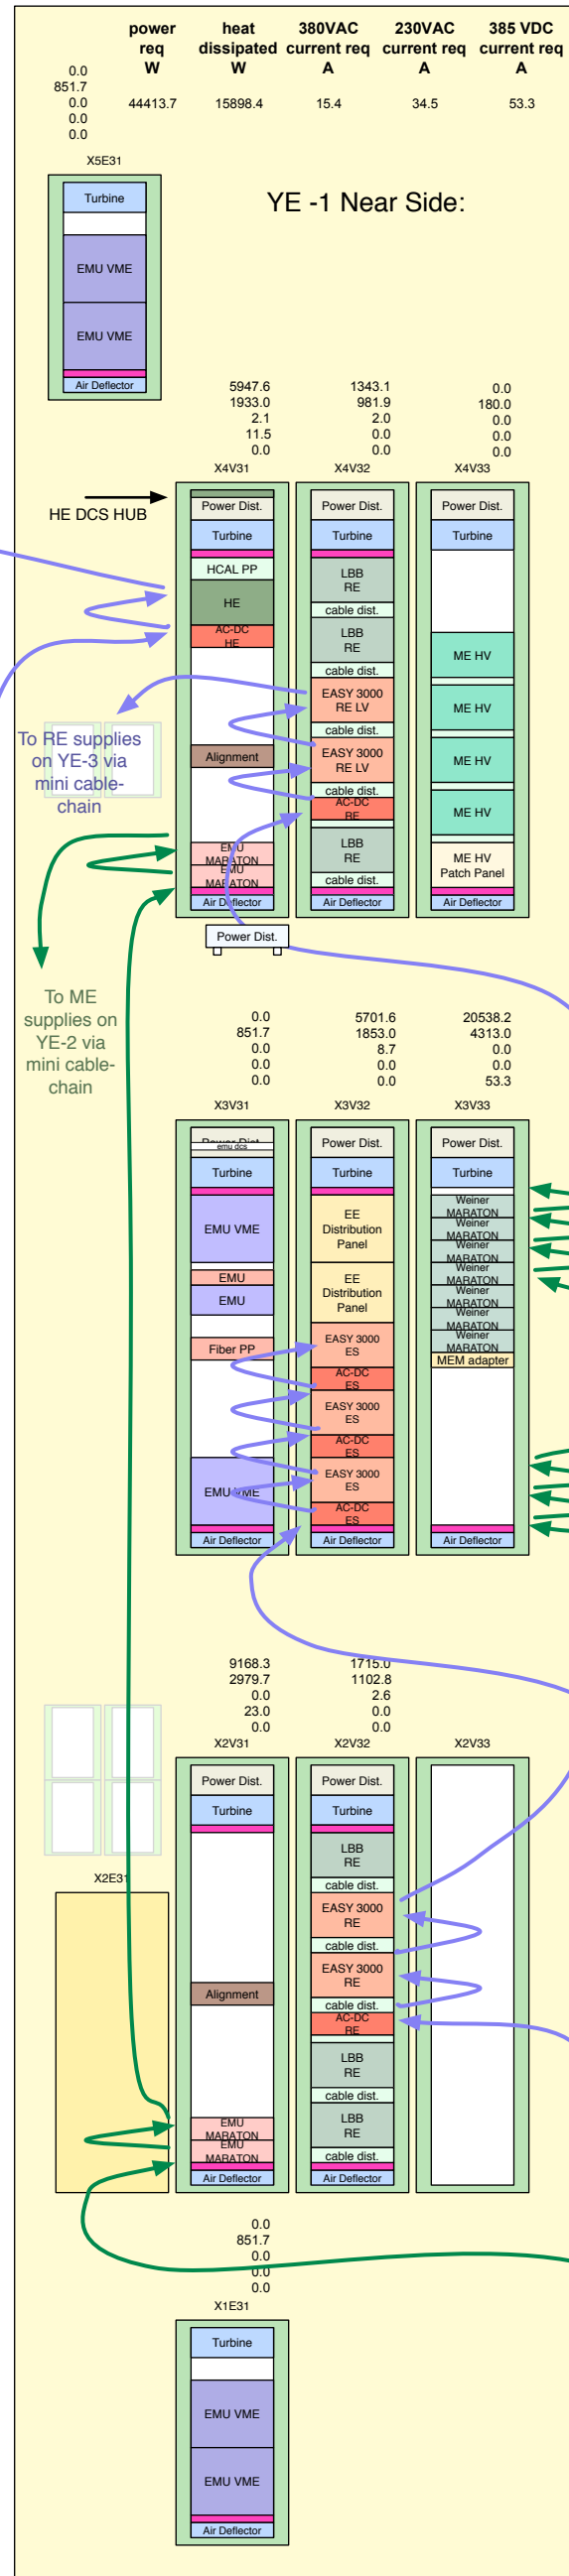 power heat 380VAC 230VAC 385 VDC
req dissipated current req current req current req
W W A A A
0.0
851.7
0.0 44413.7 15898.4 15.4 34.5 53.3
0.0
0.0
X5E31
YE -1 Near Side:
Turbine
EMU VME
EMU VME
Air Deflector
5947.6 1343.1 0.0
1933.0 981.9 180.0
2.1 2.0 0.0
11.5 0.0 0.0
0.0 0.0 0.0
X4V31 X4V32 X4V33
HE DCS HUB
Power Dist.
Turbine
HCAL PP
HE
AC-DC
HE
Alignment
EMU
MARATON
EMU
MARATON
Air Deflector
Power Dist.
Power Dist.
Turbine
LBB
RE
cable dist.
LBB
RE
cable dist.
EASY 3000
RE LV
cable dist.
EASY 3000
RE LV
cable dist.
AC-DC
RE
LBB
RE
cable dist.
Air Deflector
Power Dist.
Turbine
ME HV
ME HV
ME HV
ME HV
ME HV
Patch Panel
Air Deflector
To RE supplies
on YE-3 via
mini cable-
chain
To ME
supplies on
YE-2 via
mini cable-
chain
0.0 5701.6 20538.2
851.7 1853.0 4313.0
0.0 8.7 0.0
0.0 0.0 0.0
0.0 0.0 53.3
X3V31 X3V32 X3V33
Power Dist.
emu dcs
Turbine
EMU VME
EMU
EMU
Fiber PP
EMU VME
Air Deflector
Power Dist.
Turbine
EE
Distribution
Panel
EE
Distribution
Panel
EASY 3000
ES
AC-DC
ES
EASY 3000
ES
AC-DC
ES
EASY 3000
ES
AC-DC
ES
Air Deflector
Power Dist.
Turbine
Weiner
MARATON
Weiner
MARATON
Weiner
MARATON
Weiner
MARATON
Weiner
MARATON
Weiner
MARATON
Weiner
MARATON
MEM adapter
Air Deflector
9168.3 1715.0
2979.7 1102.8
0.0 2.6
23.0 0.0
0.0 0.0
X2V31 X2V32 X2V33
X2E31
Power Dist.
Turbine
Alignment
EMU
MARATON
EMU
MARATON
Air Deflector
Power Dist.
Turbine
LBB
RE
cable dist.
EASY 3000
RE
cable dist.
EASY 3000
RE
cable dist.
AC-DC
RE
LBB
RE
cable dist.
LBB
RE
cable dist.
Air Deflector
0.0
851.7
0.0
0.0
0.0
X1E31
Turbine
EMU VME
EMU VME
Air Deflector